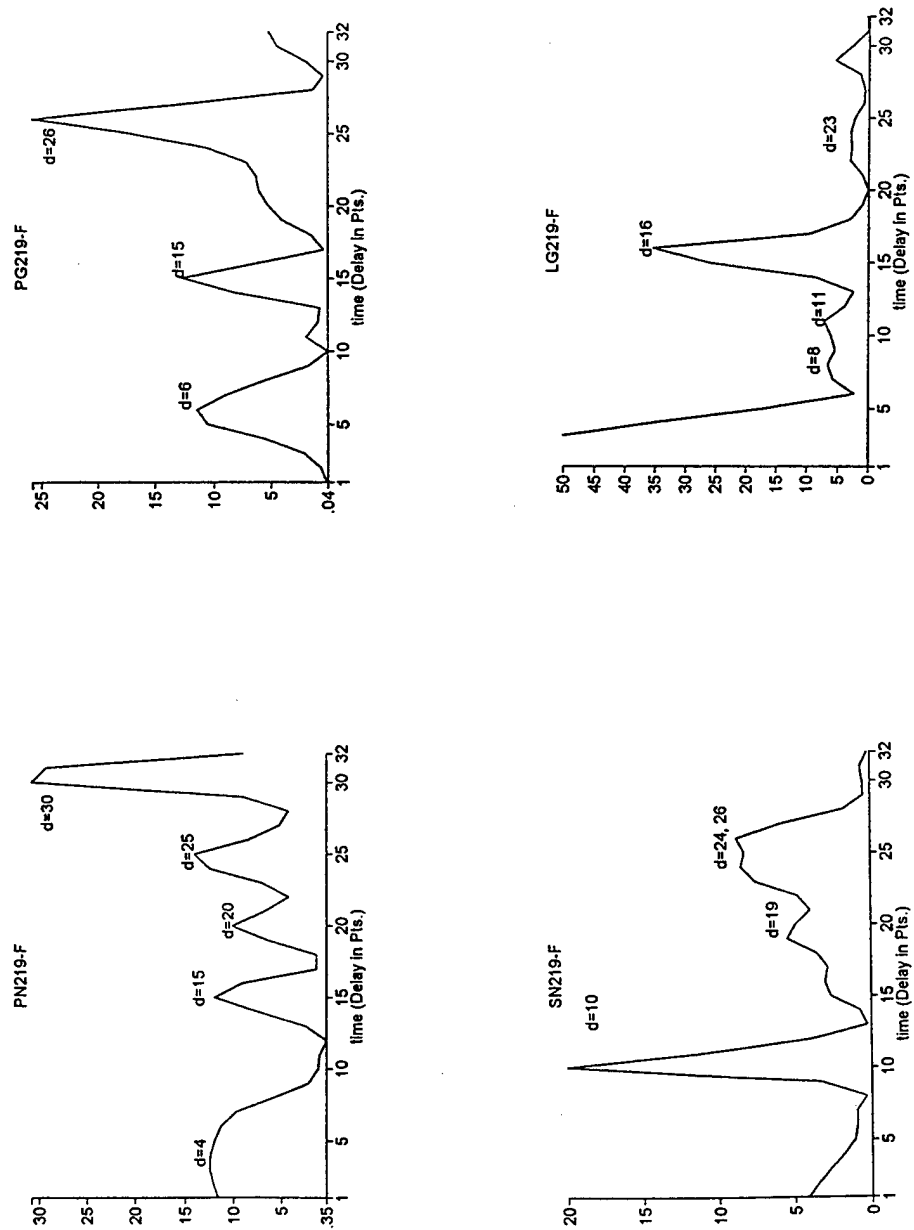 PN219-F
30
15
10
5
.35
d=4
d=15
d=20
d=25
d=30
1 5 10 15 20 25 30 32
time (Delay in Pts.)
PG219-F
25
20
15
10
5
.04
d=6
d=15
d=26
1 5 10 15 20 25 30 32
time (Delay in Pts.)
SN219-F
20
15
10
5
0
d=10
d=19
d=24, 26
1 5 10 15 20 25 30 32
time (Delay in Pts.)
LG219-F
50
45
40
35
30
25
20
15
10
5
0
d=8
d=11
d=16
d=23
1 5 10 15 20 25 30 32
time (Delay in Pts.)